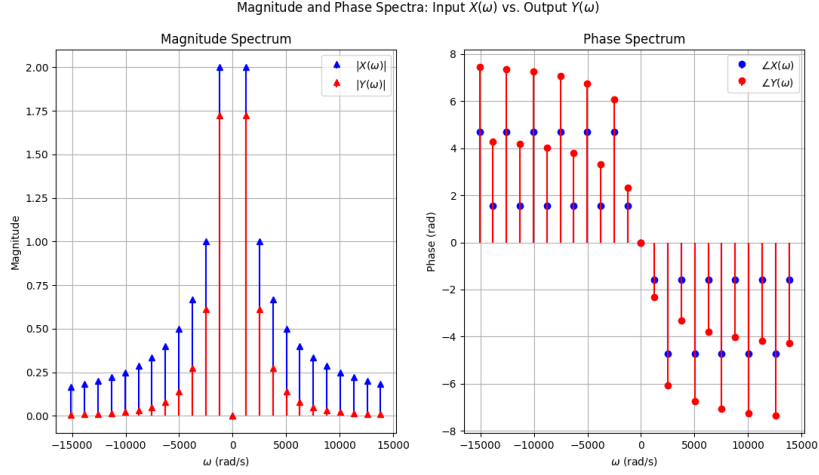 Magnitude and Phase Spectra: Input X(ω) vs. Output Y(ω)
Magnitude Spectrum
|X(ω)|
|Y(ω)|
2.00
1.75
1.50
1.25
1.00
0.75
0.50
0.25
0.00
Magnitude
−15000 −10000 −5000 0 5000 10000 15000
ω (rad/s)
Phase Spectrum
∠X(ω)
∠Y(ω)
8
6
4
2
0
−2
−4
−6
−8
Phase (rad)
−15000 −10000 −5000 0 5000 10000 15000
ω (rad/s)